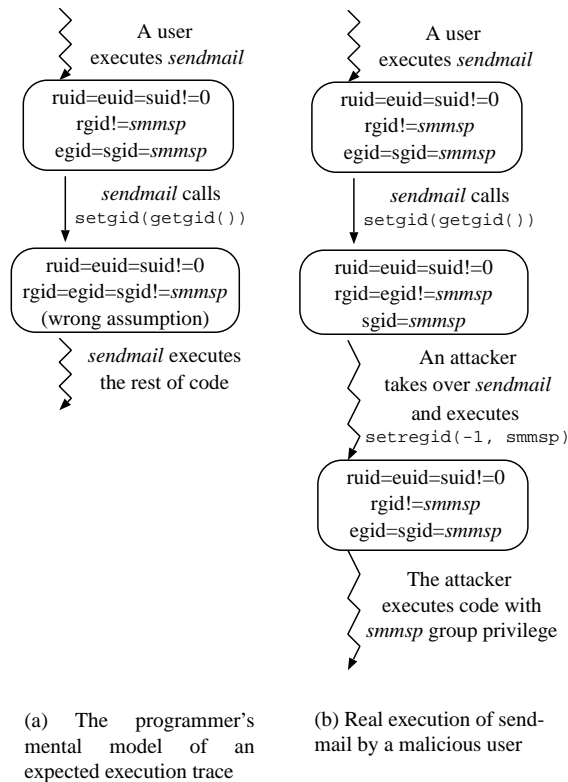 A user
executes sendmail
ruid=euid=suid!=0
rgid!=smmsp
egid=sgid=smmsp
sendmail calls
setgid(getgid())
ruid=euid=suid!=0
rgid=egid=sgid!=smmsp
(wrong assumption)
sendmail executes
the rest of code
(a) The programmer's
mental model of an
expected execution trace
A user
executes sendmail
ruid=euid=suid!=0
rgid!=smmsp
egid=sgid=smmsp
sendmail calls
setgid(getgid())
ruid=euid=suid!=0
rgid=egid!=smmsp
sgid=smmsp
An attacker
takes over sendmail
and executes
setregid(-1, smmsp)
ruid=euid=suid!=0
rgid!=smmsp
egid=sgid=smmsp
The attacker
executes code with
smmsp group privilege
(b) Real execution of send-
mail by a malicious user